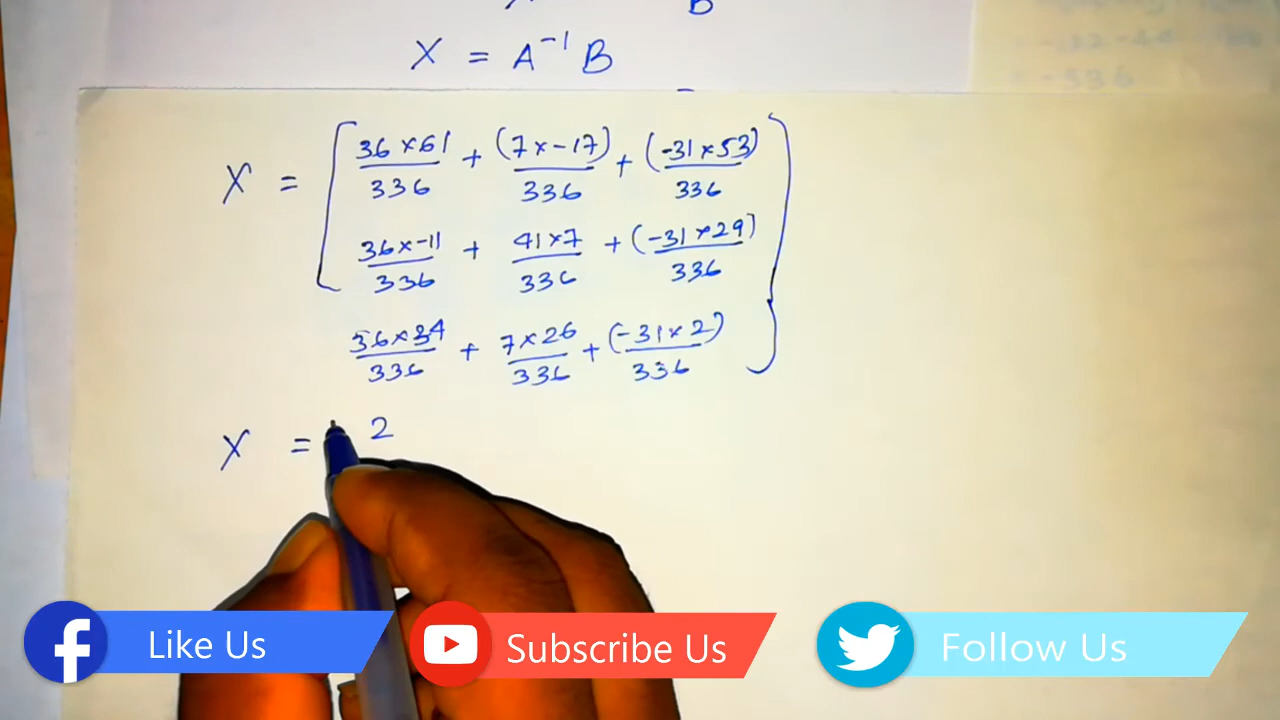 B
X = A⁻¹ B
X = [ 36×61/336 + (7×-17)/336 + (-31×53)/336
36×-11/336 + 41×7/336 + (-31×29)/336
36×34/336 + 7×26/336 + (-31×2)/336 ]
X = 2
Like Us
Subscribe Us
Follow Us